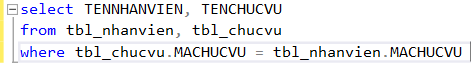 select TENNHANVIEN, TENCHUCVU
from tbl_nhanvien, tbl_chucvu
where tbl_chucvu.MACHUCVU = tbl_nhanvien.MACHUCVU